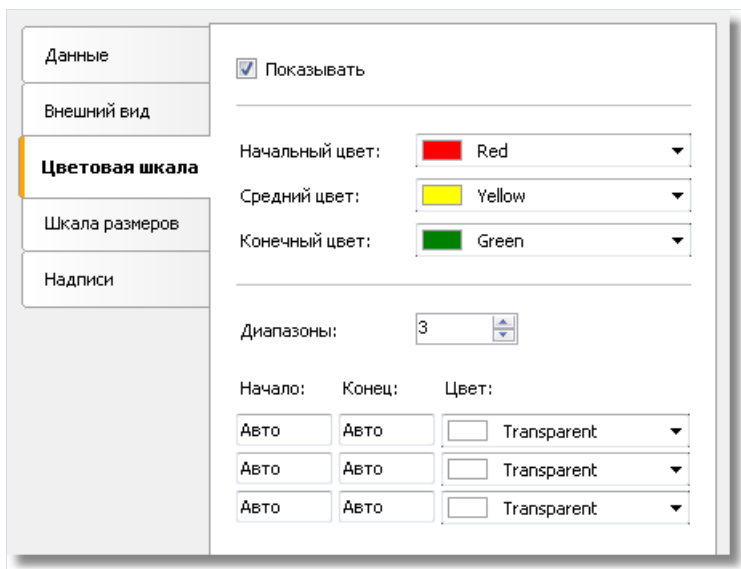 Данные
Внешний вид
Цветовая шкала
Шкала размеров
Надписи
Показывать
Начальный цвет: Red
Средний цвет: Yellow
Конечный цвет: Green
Диапазоны: 3
Начало: Конец: Цвет:
Авто Авто Transparent
Авто Авто Transparent
Авто Авто Transparent